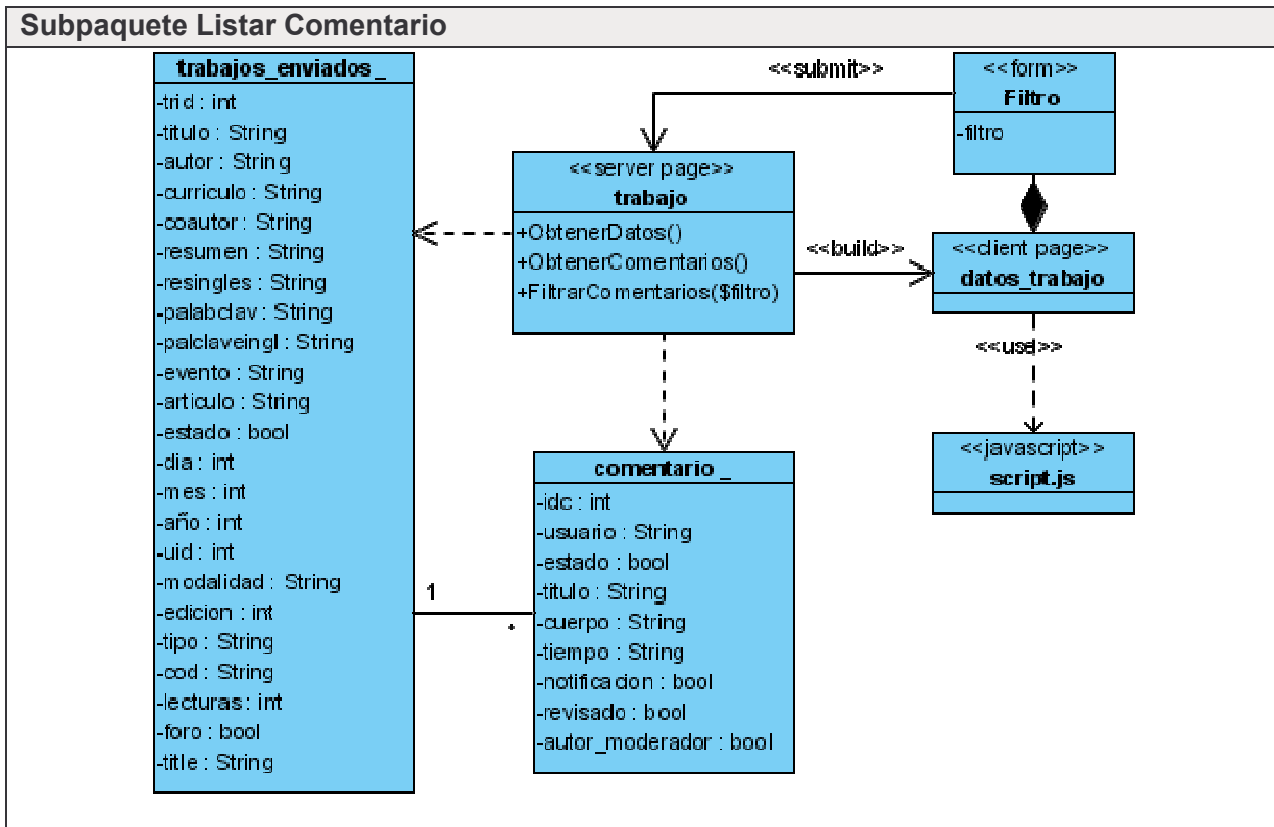 Subpaquete Listar Comentario
trabajos_enviados_
-trid : int
-titulo : String
-autor : String
-curriculo : String
-coautor : String
-resumen : String
-resingles : String
-palabclav : String
-palclaveingl : String
-evento : String
-articulo : String
-estado : bool
-dia : int
-mes : int
-año : int
-uid : int
-modalidad : String
-edicion : int
-tipo : String
-cod : String
-lecturas : int
-foro : bool
-title : String
<<submit>>
<<form>>
Filtro
-filtro
<<server page>>
trabajo
+ObtenerDatos()
+ObtenerComentarios()
+FiltrarComentarios($filtro)
<<build>>
<<client page>>
datos_trabajo
<<use>>
<<javascript>>
script.js
1
*
comentario_
-idc : int
-usuario : String
-estado : bool
-titulo : String
-cuerpo : String
-tiempo : String
-notificacion : bool
-revisado : bool
-autor_moderador : bool